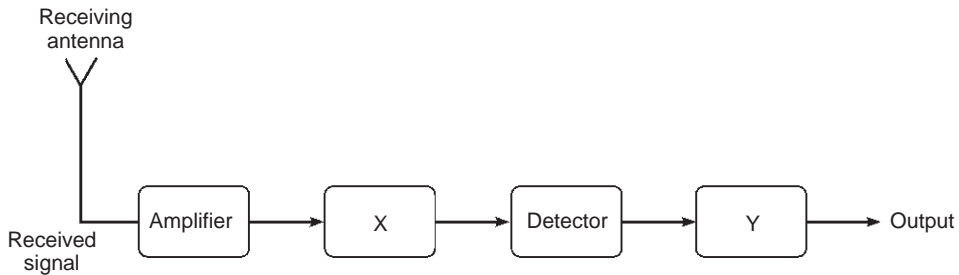 Receiving
antenna
Received
signal
Amplifier
X
Detector
Y
Output